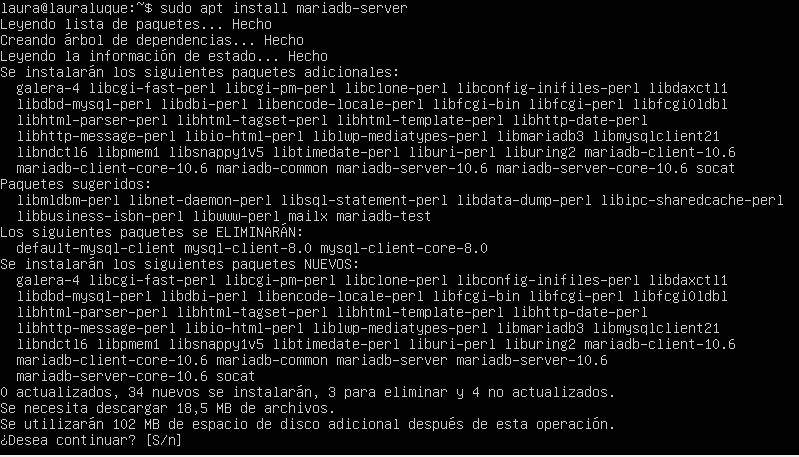 laura@lauraluque:~$ sudo apt install mariadb-server
Leyendo lista de paquetes... Hecho
Creando árbol de dependencias... Hecho
Leyendo la información de estado... Hecho
Se instalarán los siguientes paquetes adicionales:
  galera-4 libcgi-fast-perl libcgi-pm-perl libclone-perl libconfig-inifiles-perl libdaxctl1
  libdbd-mysql-perl libdbi-perl libencode-locale-perl libfcgi-bin libfcgi-perl libfcgi0ldbl
  libhtml-parser-perl libhtml-tagset-perl libhtml-template-perl libhttp-date-perl
  libhttp-message-perl libio-html-perl liblwp-mediatypes-perl libmariadb3 libmysqlclient21
  libndctl6 libpmem1 libsnappy1v5 libtimedate-perl liburi-perl liburing2 mariadb-client-10.6
  mariadb-client-core-10.6 mariadb-common mariadb-server-10.6 mariadb-server-core-10.6 socat
Paquetes sugeridos:
  libmldbm-perl libnet-daemon-perl libsql-statement-perl libdata-dump-perl libipc-sharedcache-perl
  libbusiness-isbn-perl libwww-perl mailx mariadb-test
Los siguientes paquetes se ELIMINARÁN:
  default-mysql-client mysql-client-8.0 mysql-client-core-8.0
Se instalarán los siguientes paquetes NUEVOS:
  galera-4 libcgi-fast-perl libcgi-pm-perl libclone-perl libconfig-inifiles-perl libdaxctl1
  libdbd-mysql-perl libdbi-perl libencode-locale-perl libfcgi-bin libfcgi-perl libfcgi0ldbl
  libhtml-parser-perl libhtml-tagset-perl libhtml-template-perl libhttp-date-perl
  libhttp-message-perl libio-html-perl liblwp-mediatypes-perl libmariadb3 libmysqlclient21
  libndctl6 libpmem1 libsnappy1v5 libtimedate-perl liburi-perl liburing2 mariadb-client-10.6
  mariadb-client-core-10.6 mariadb-common mariadb-server mariadb-server-10.6
  mariadb-server-core-10.6 socat
0 actualizados, 34 nuevos se instalarán, 3 para eliminar y 4 no actualizados.
Se necesita descargar 18,5 MB de archivos.
Se utilizarán 102 MB de espacio de disco adicional después de esta operación.
¿Desea continuar? [S/n]